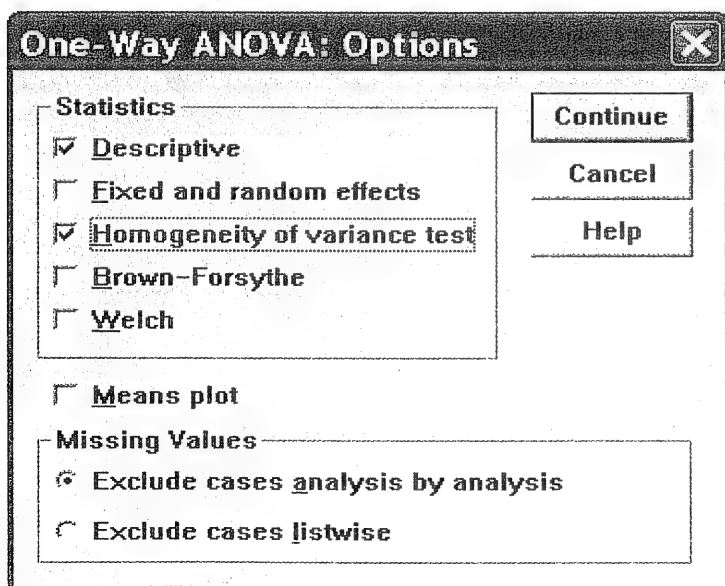 One-Way ANOVA: Options
Statistics
Descriptive
Fixed and random effects
Homogeneity of variance test
Brown-Forsythe
Welch
Continue
Cancel
Help
Means plot
Missing Values
Exclude cases analysis by analysis
Exclude cases listwise